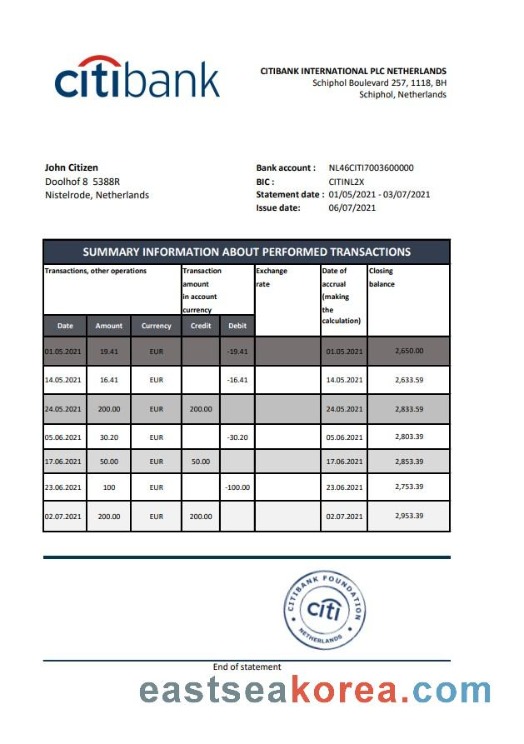 citibank
CITIBANK INTERNATIONAL PLC NETHERLANDS
Schiphol Boulevard 257, 1118, BH
Schiphol, Netherlands
John Citizen
Doolhof 8 5388R
Nistelrode, Netherlands
Bank account : NL46CITI7003600000
BIC : CITINL2X
Statement date : 01/05/2021 - 03/07/2021
Issue date: 06/07/2021
SUMMARY INFORMATION ABOUT PERFORMED TRANSACTIONS
Transactions, other operations
Transaction
amount
in account
currency
Exchange
rate
Date of
accrual
(making
the
calculation)
Closing
balance
Date Amount Currency Credit Debit
01.05.2021 19.41 EUR -19.41 01.05.2021 2,650.00
14.05.2021 16.41 EUR -16.41 14.05.2021 2,633.59
24.05.2021 200.00 EUR 200.00 24.05.2021 2,833.59
05.06.2021 30.20 EUR -30.20 05.06.2021 2,803.39
17.06.2021 50.00 EUR 50.00 17.06.2021 2,853.39
23.06.2021 100 EUR -100.00 23.06.2021 2,753.39
02.07.2021 200.00 EUR 200.00 02.07.2021 2,953.39
CITIBANK FOUNDATION
citi
NETHERLANDS
End of statement
eastseakorea.com